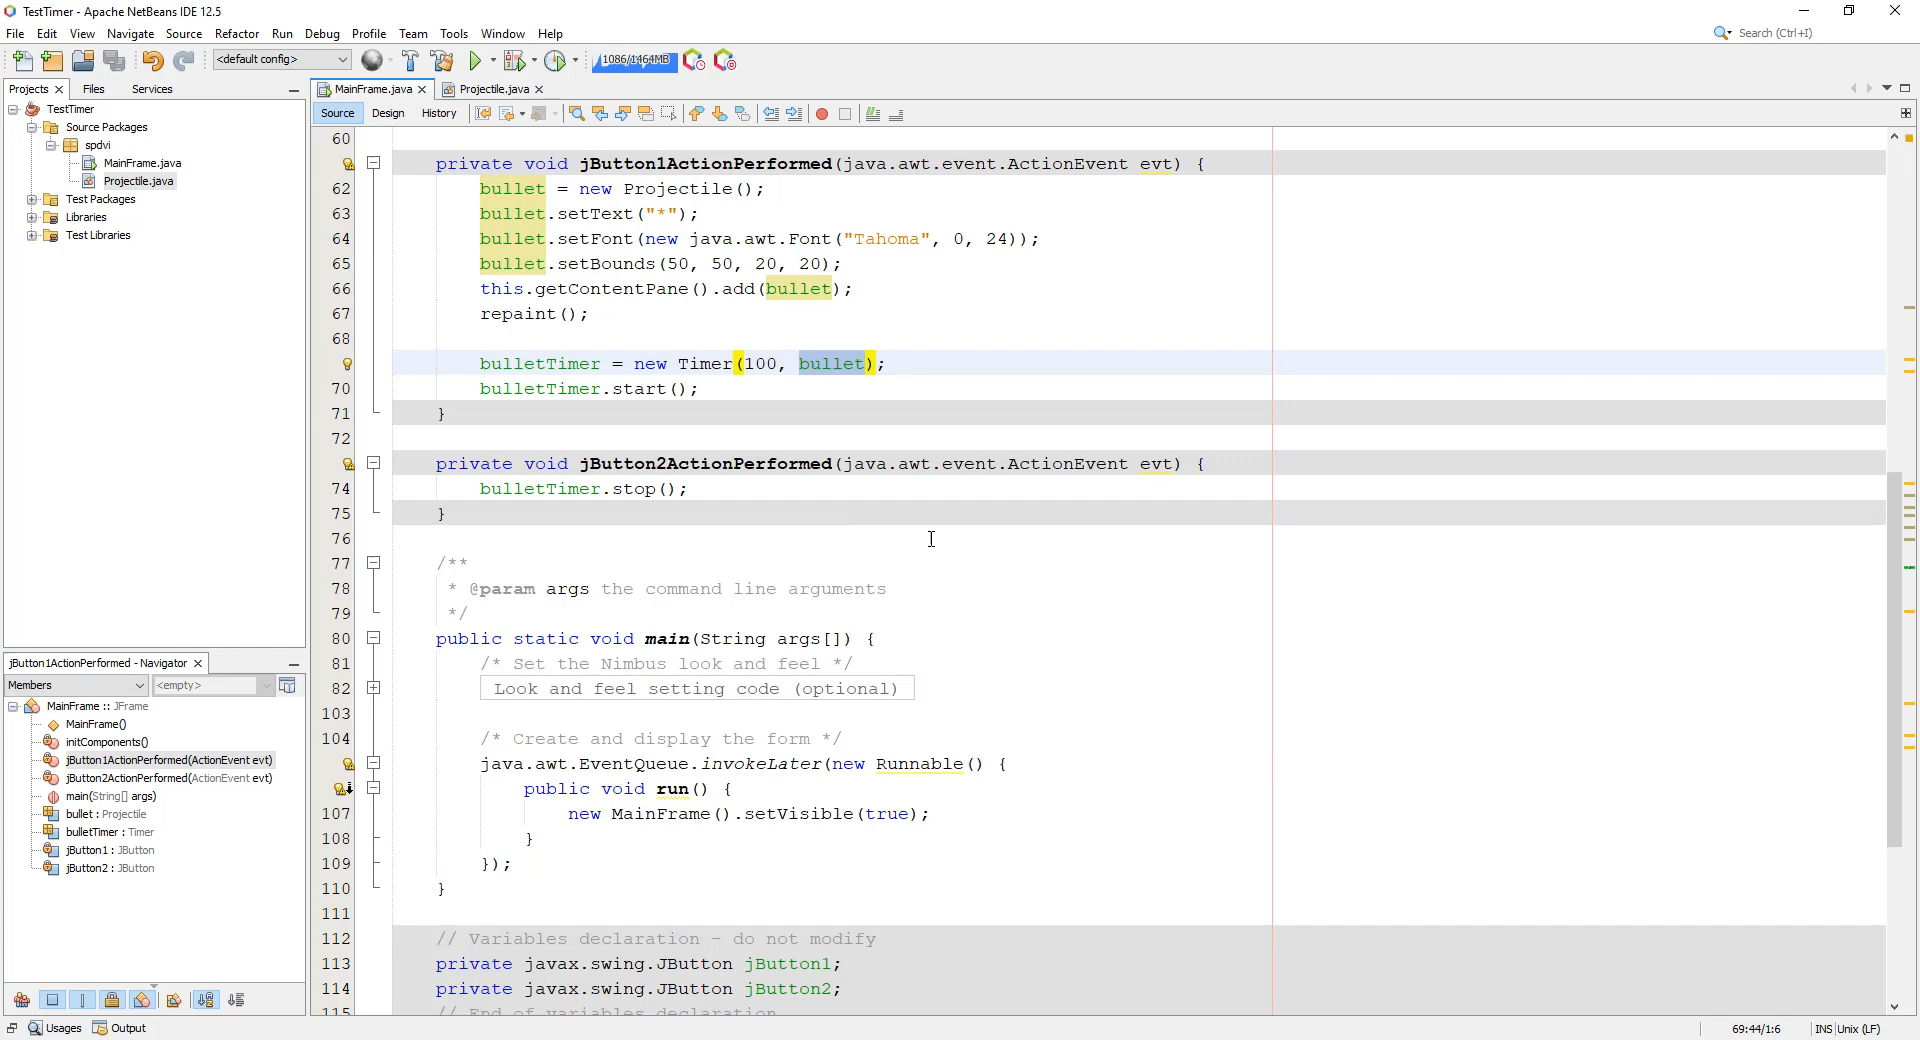 TestTimer - Apache NetBeans IDE 12.5
File Edit View Navigate Source Refactor Run Debug Profile Team Tools Window Help
Search (Ctrl+I)
<default config>
1086/1464MB
Projects Files Services
TestTimer
Source Packages
spdvi
MainFrame.java
Projectile.java
Test Packages
Libraries
Test Libraries
jButton1ActionPerformed - Navigator
Members <empty>
MainFrame :: JFrame
MainFrame()
initComponents()
jButton1ActionPerformed(ActionEvent evt)
jButton2ActionPerformed(ActionEvent evt)
main(String[] args)
bullet : Projectile
bulletTimer : Timer
jButton1 : JButton
jButton2 : JButton
MainFrame.java Projectile.java
Source Design History
60
private void jButton1ActionPerformed(java.awt.event.ActionEvent evt) {
62 bullet = new Projectile();
63 bullet.setText("*");
64 bullet.setFont(new java.awt.Font("Tahoma", 0, 24));
65 bullet.setBounds(50, 50, 20, 20);
66 this.getContentPane().add(bullet);
67 repaint();
68
bulletTimer = new Timer(100, bullet);
70 bulletTimer.start();
71 }
72
private void jButton2ActionPerformed(java.awt.event.ActionEvent evt) {
74 bulletTimer.stop();
75 }
76
77 /**
78 * @param args the command line arguments
79 */
80 public static void main(String args[]) {
81 /* Set the Nimbus look and feel */
82 Look and feel setting code (optional)
103
104 /* Create and display the form */
java.awt.EventQueue.invokeLater(new Runnable() {
public void run() {
107 new MainFrame().setVisible(true);
108 }
109 });
110 }
111
112 // Variables declaration - do not modify
113 private javax.swing.JButton jButton1;
114 private javax.swing.JButton jButton2;
115 // End of variables declaration
Usages Output
69:44/1:6 INS Unix (LF)